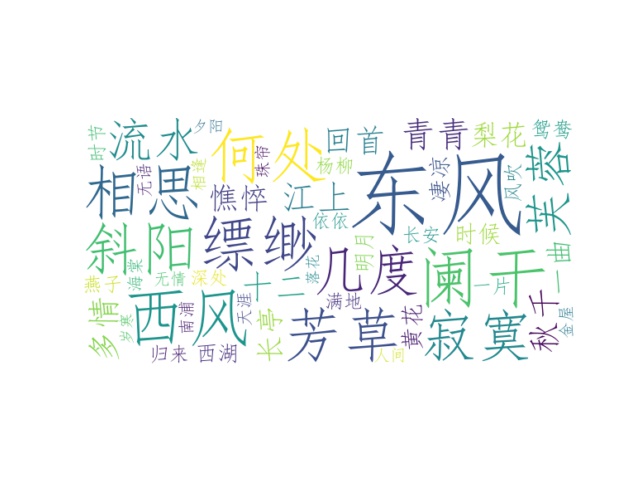 时节
流水
夕阳
何处
回首
青青
梨花
鸳鸯
无语
相逢
珠帘
杨柳
凄凉
风吹
相思
憔悴
江上
依依
东风
芙蓉
斜阳
缥缈
明月
长安
时候
一曲
燕子
海棠
无情
深处
十二
落花
几度
阑干
一片
多情
岁寒
西风
南浦
天涯
长亭
满地
芳草
黄花
寂寞
秋千
金屋
归来
西湖
人间